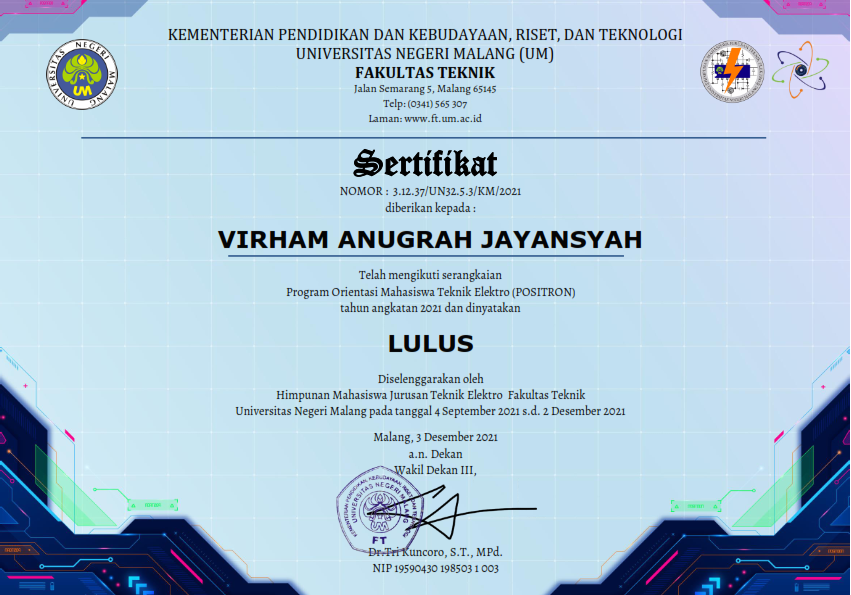 KEMENTERIAN PENDIDIKAN DAN KEBUDAYAAN, RISET, DAN TEKNOLOGI
UNIVERSITAS NEGERI MALANG (UM)
FAKULTAS TEKNIK
Jalan Semarang 5, Malang 65145
Telp: (0341) 565 307
Laman: www.ft.um.ac.id
UNIVERSITAS NEGERI MALANG
UM
Sertifikat
NOMOR : 3.12.37/UN32.5.3/KM/2021
diberikan kepada :
VIRHAM ANUGRAH JAYANSYAH
Telah mengikuti serangkaian
Program Orientasi Mahasiswa Teknik Elektro (POSITRON)
tahun angkatan 2021 dan dinyatakan
LULUS
Diselenggarakan oleh
Himpunan Mahasiswa Jurusan Teknik Elektro Fakultas Teknik
Universitas Negeri Malang pada tanggal 4 September 2021 s.d. 2 Desember 2021
Malang, 3 Desember 2021
a.n. Dekan
Wakil Dekan III,
UNIVERSITAS NEGERI MALANG
FT
Dr.Tri Kuncoro, S.T., MPd.
NIP 19590430 198503 1 003